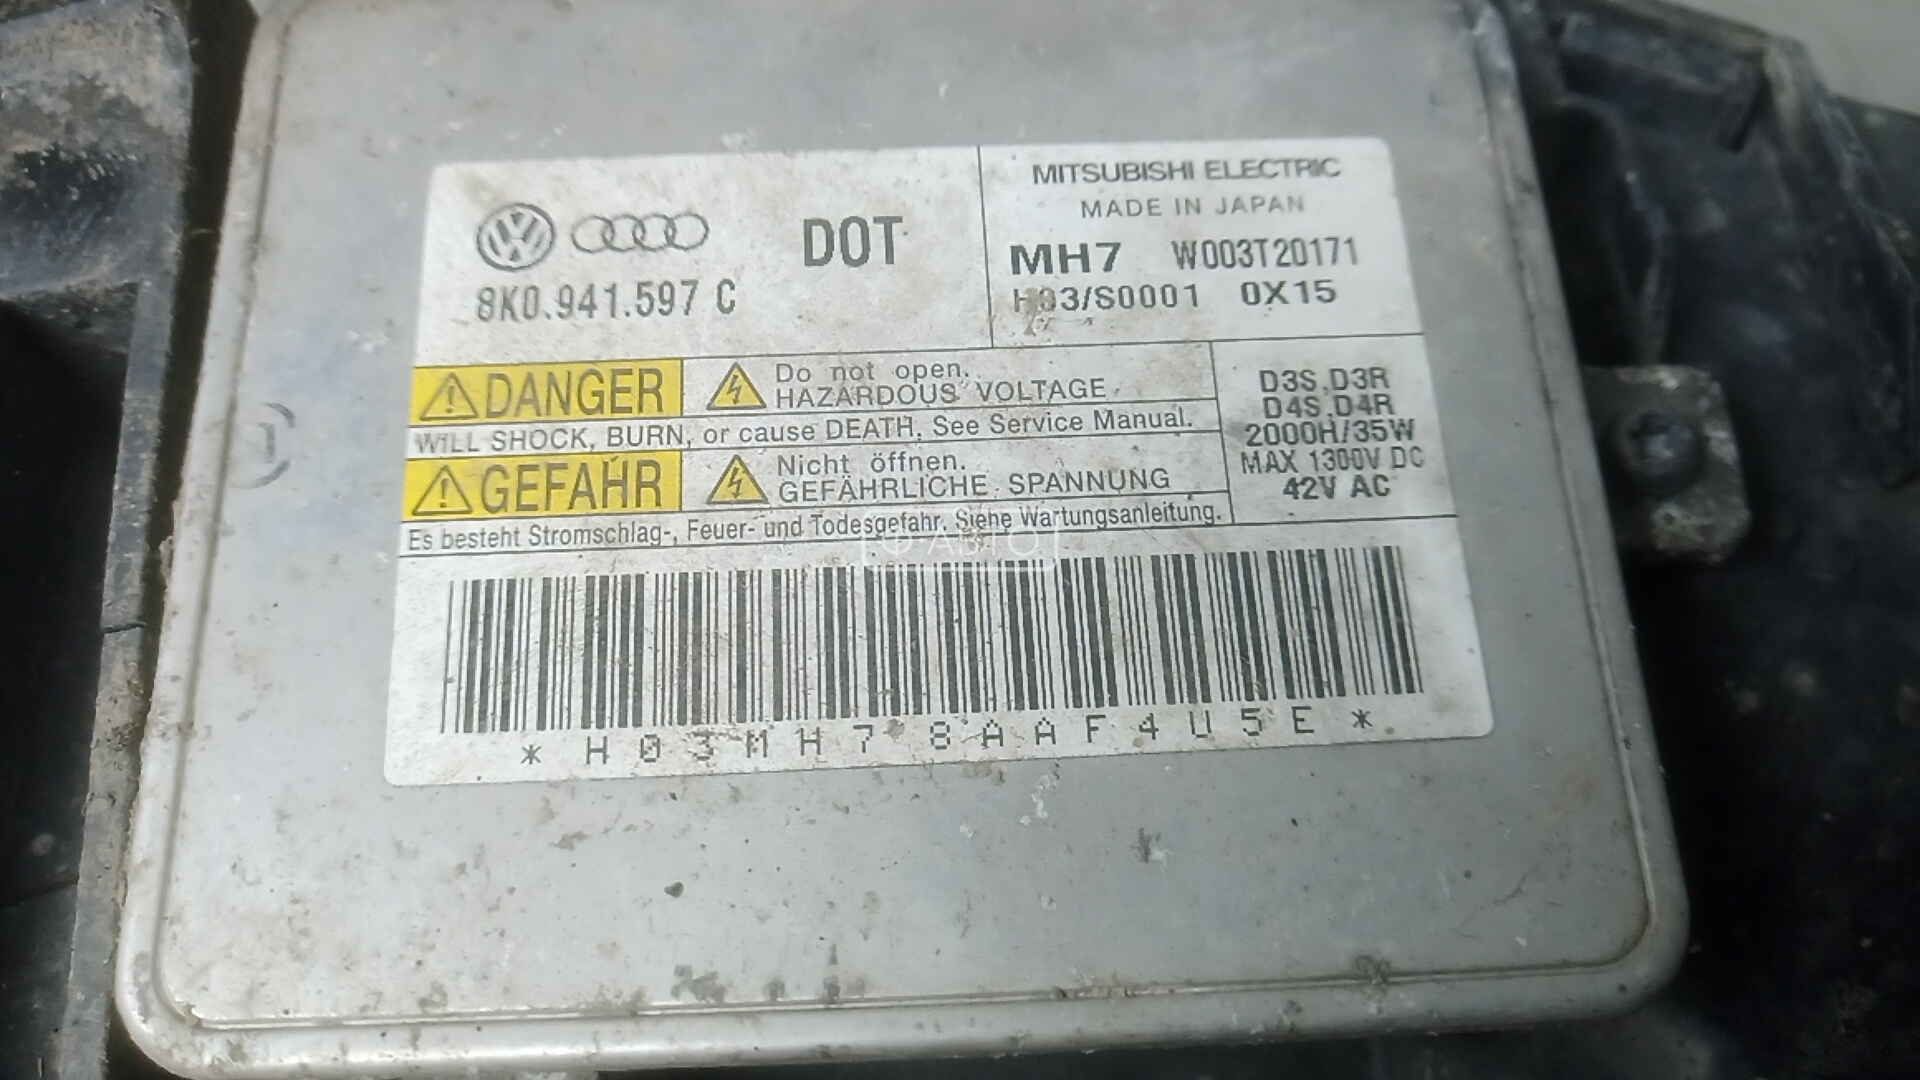 DOT
8K0.941.597 C
MITSUBISHI ELECTRIC
MADE IN JAPAN
MH7 W003T20171
H03/S0001 0X15
DANGER
Do not open.
HAZARDOUS VOLTAGE.
WILL SHOCK, BURN, or cause DEATH. See Service Manual.
GEFAHR
Nicht öffnen.
GEFÄHRLICHE SPANNUNG
Es besteht Stromschlag-, Feuer- und Todesgefahr. Siehe Wartungsanleitung.
D3S,D3R
D4S,D4R
2000H/35W
MAX 1300V DC
42V AC
АВТО
*H03MH78AAF4U5E*